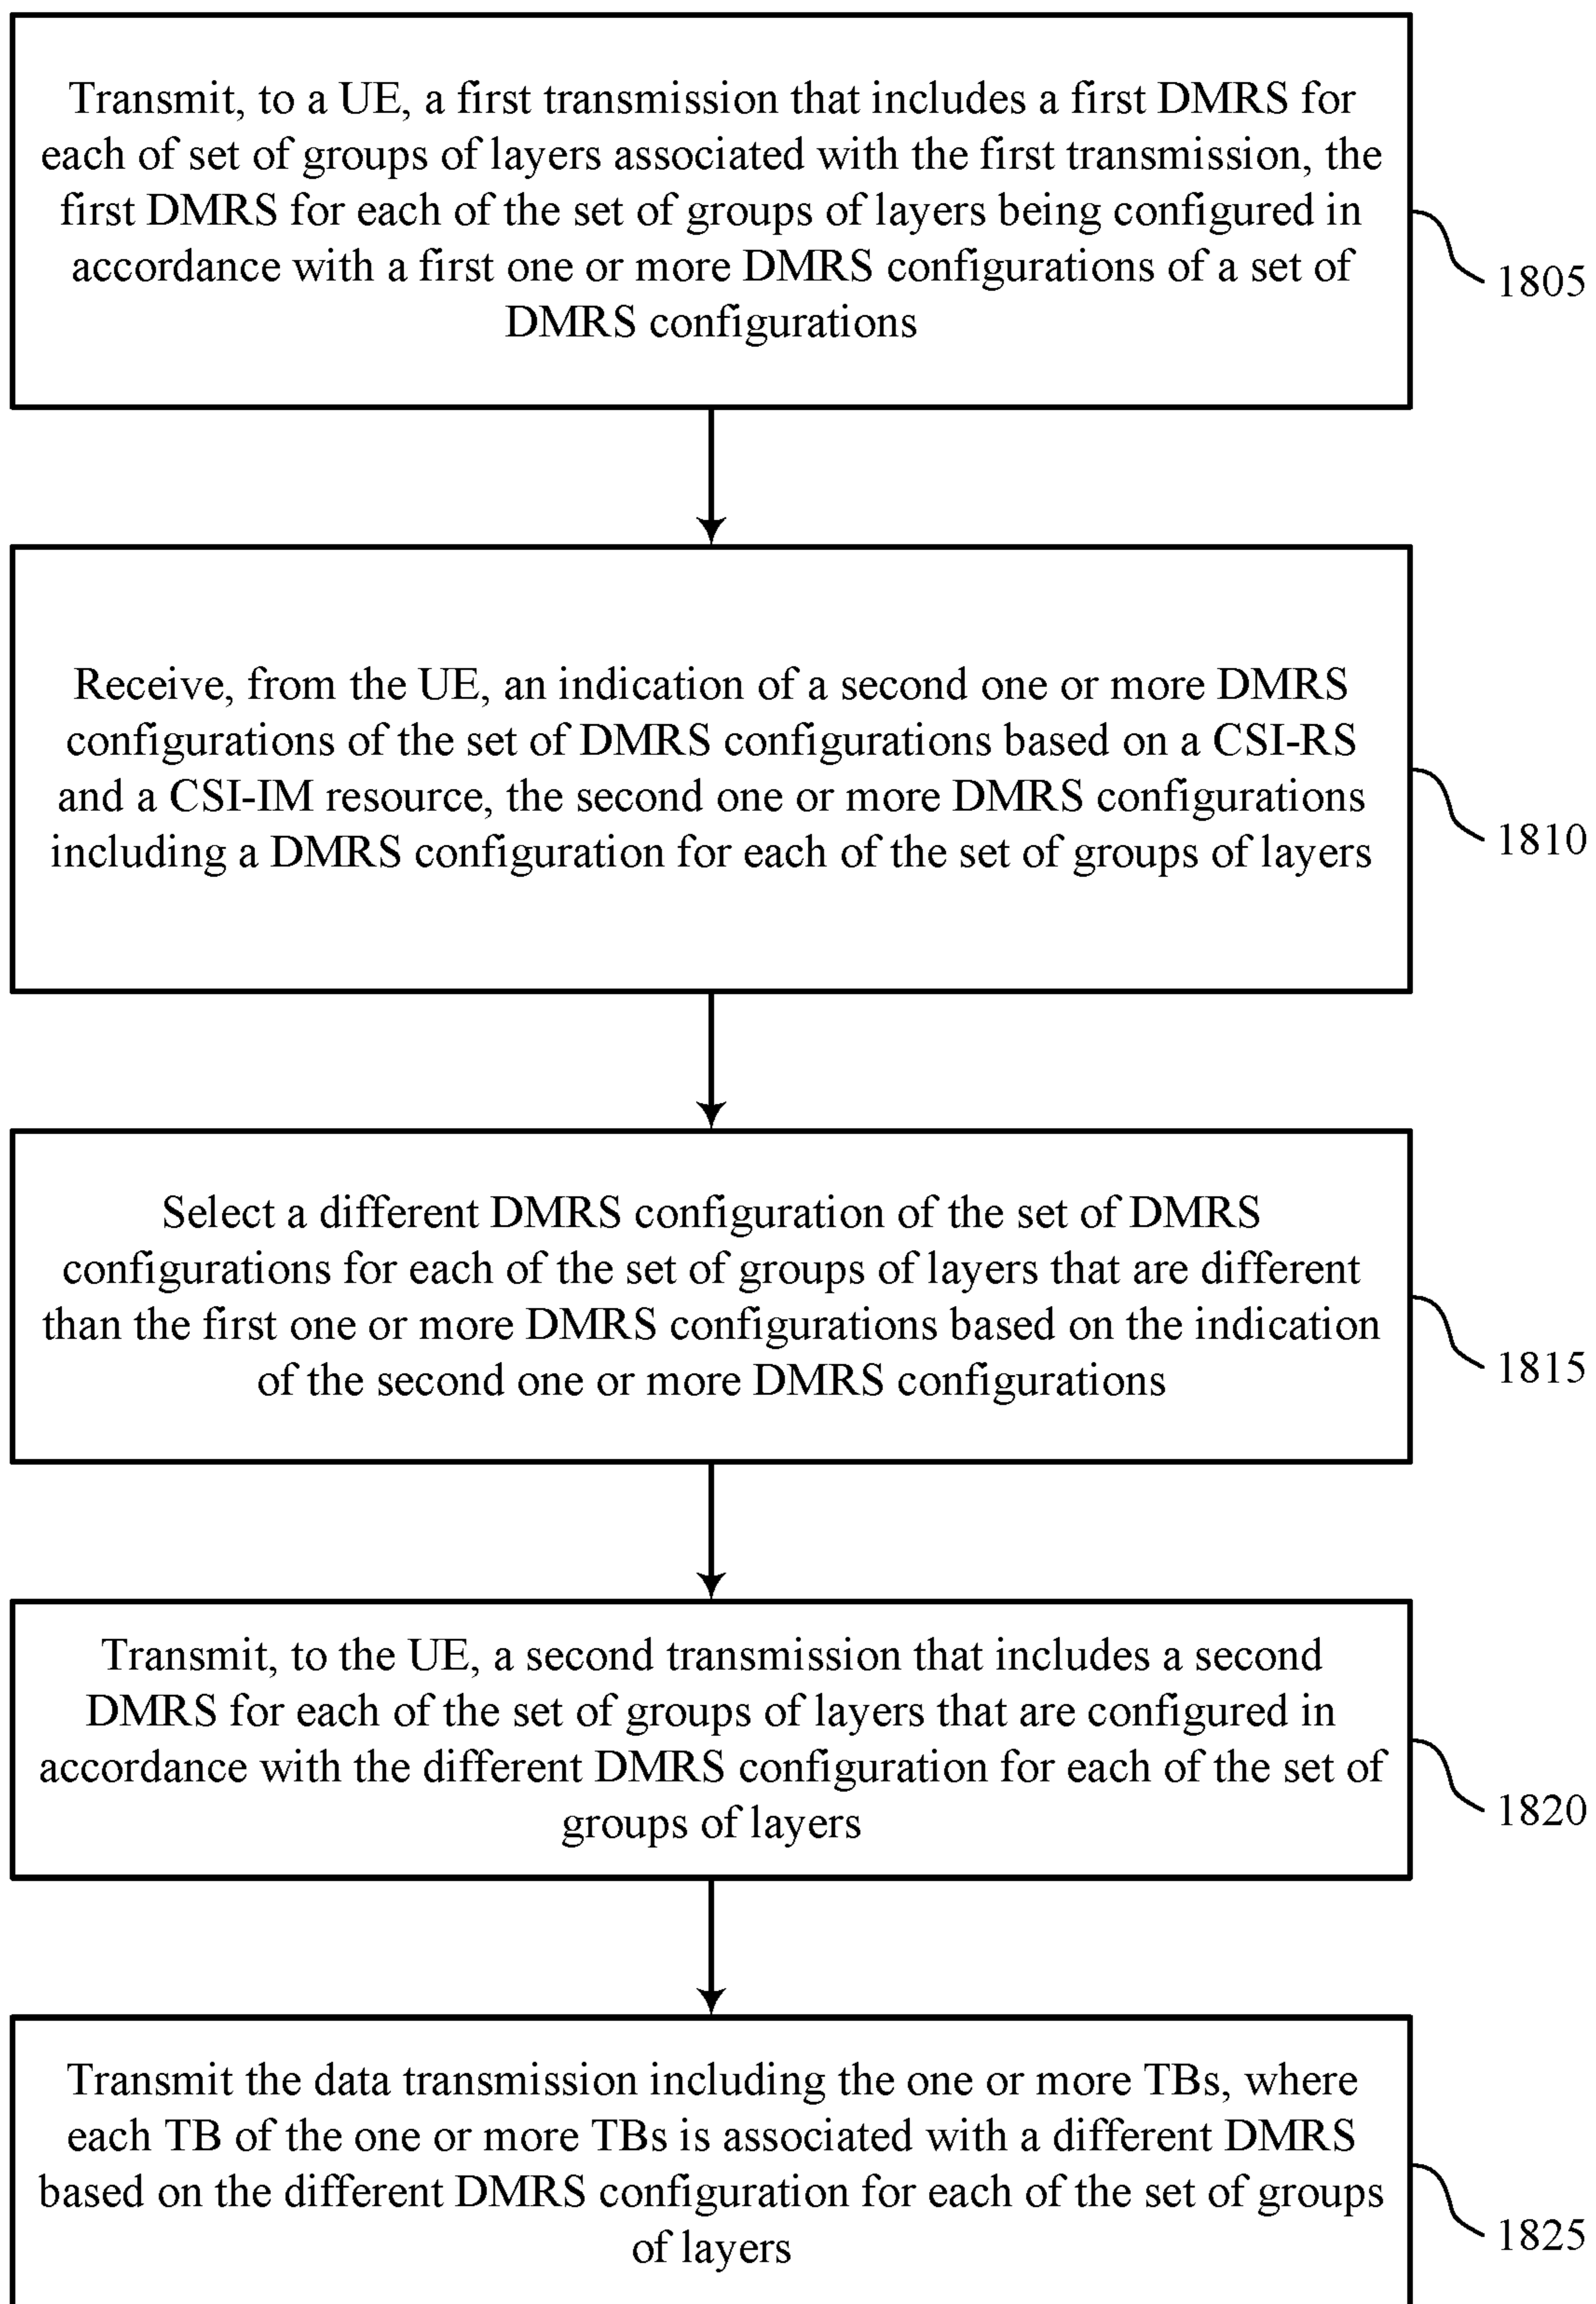 Transmit, to a UE, a first transmission that includes a first DMRS for
each of set of groups of layers associated with the first transmission, the
first DMRS for each of the set of groups of layers being configured in
accordance with a first one or more DMRS configurations of a set of
DMRS configurations
1805
Receive, from the UE, an indication of a second one or more DMRS
configurations of the set of DMRS configurations based on a CSI-RS
and a CSI-IM resource, the second one or more DMRS configurations
including a DMRS configuration for each of the set of groups of layers
1810
Select a different DMRS configuration of the set of DMRS
configurations for each of the set of groups of layers that are different
than the first one or more DMRS configurations based on the indication
of the second one or more DMRS configurations
1815
Transmit, to the UE, a second transmission that includes a second
DMRS for each of the set of groups of layers that are configured in
accordance with the different DMRS configuration for each of the set of
groups of layers
1820
Transmit the data transmission including the one or more TBs, where
each TB of the one or more TBs is associated with a different DMRS
based on the different DMRS configuration for each of the set of groups
of layers
1825